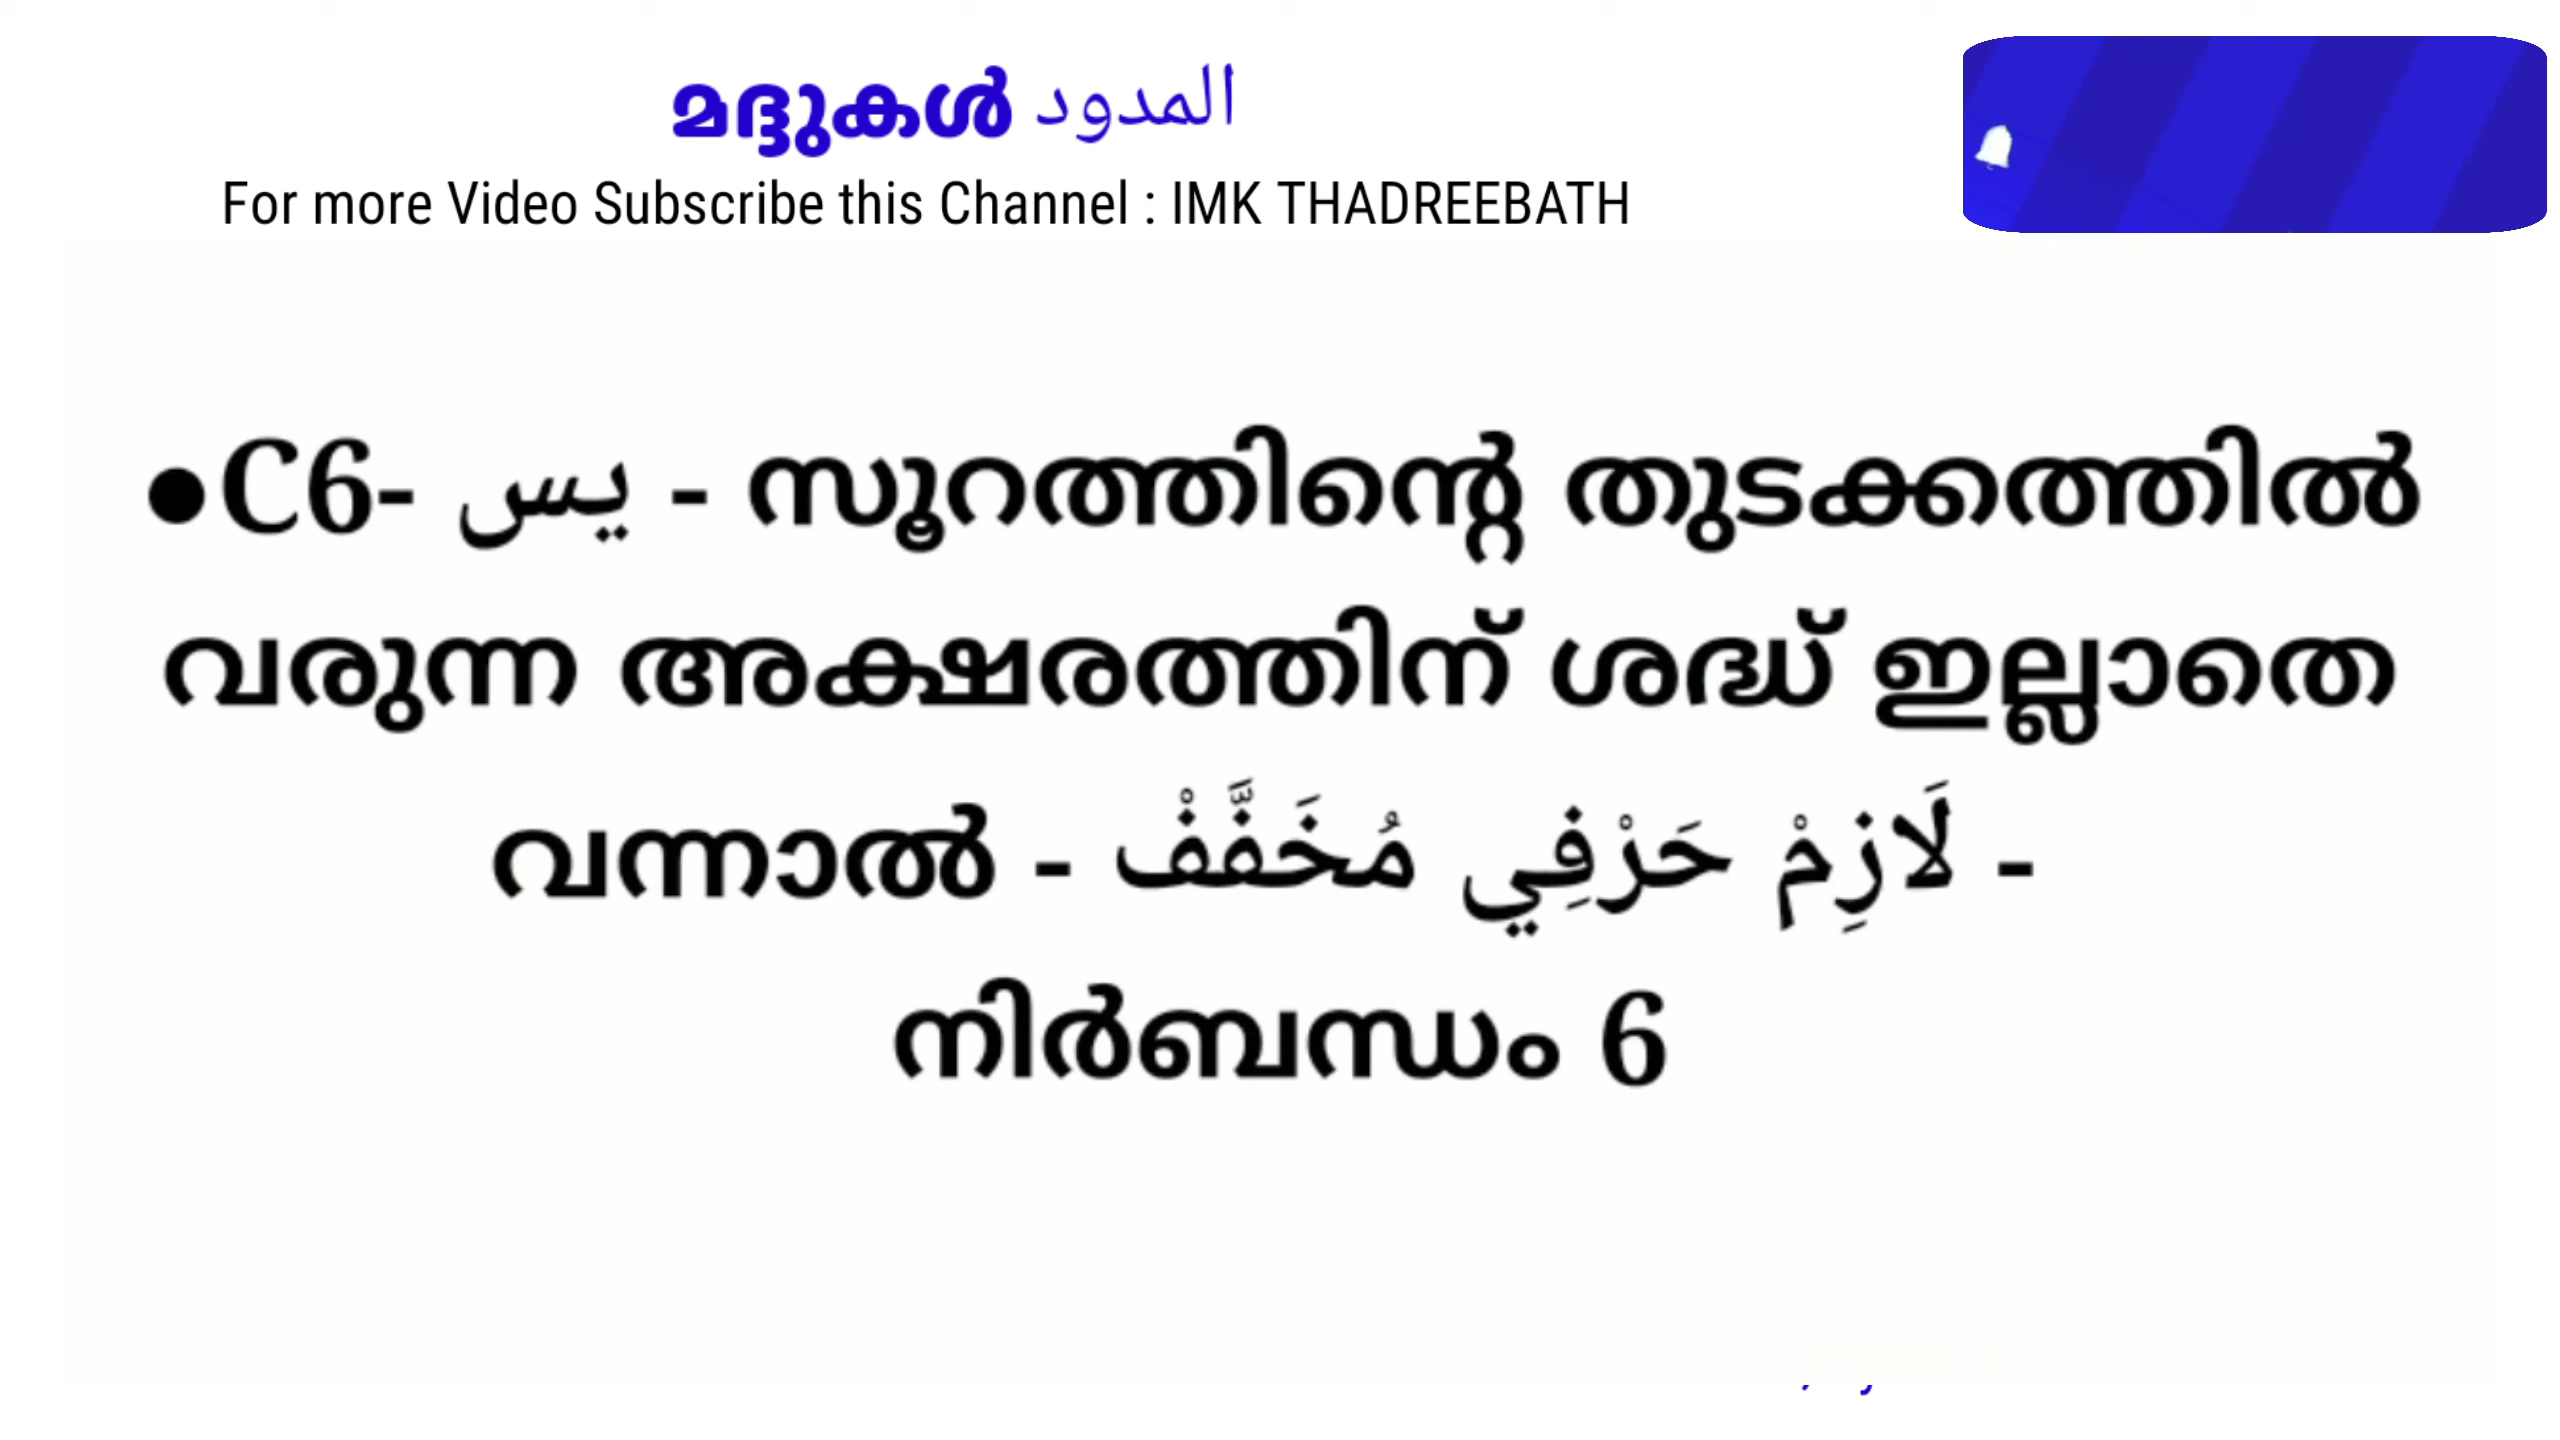 മദ്ദുകൾ المدود
For more Video Subscribe this Channel : IMK THADREEBATH
●C6- يس - സൂറത്തിന്റെ തുടക്കത്തിൽ
വരുന്ന അക്ഷരത്തിന് ശദ്ധ് ഇല്ലാതെ
വന്നാൽ - لَازِمْ حَرْفِي مُخَفَّفْ -
നിർബന്ധം 6